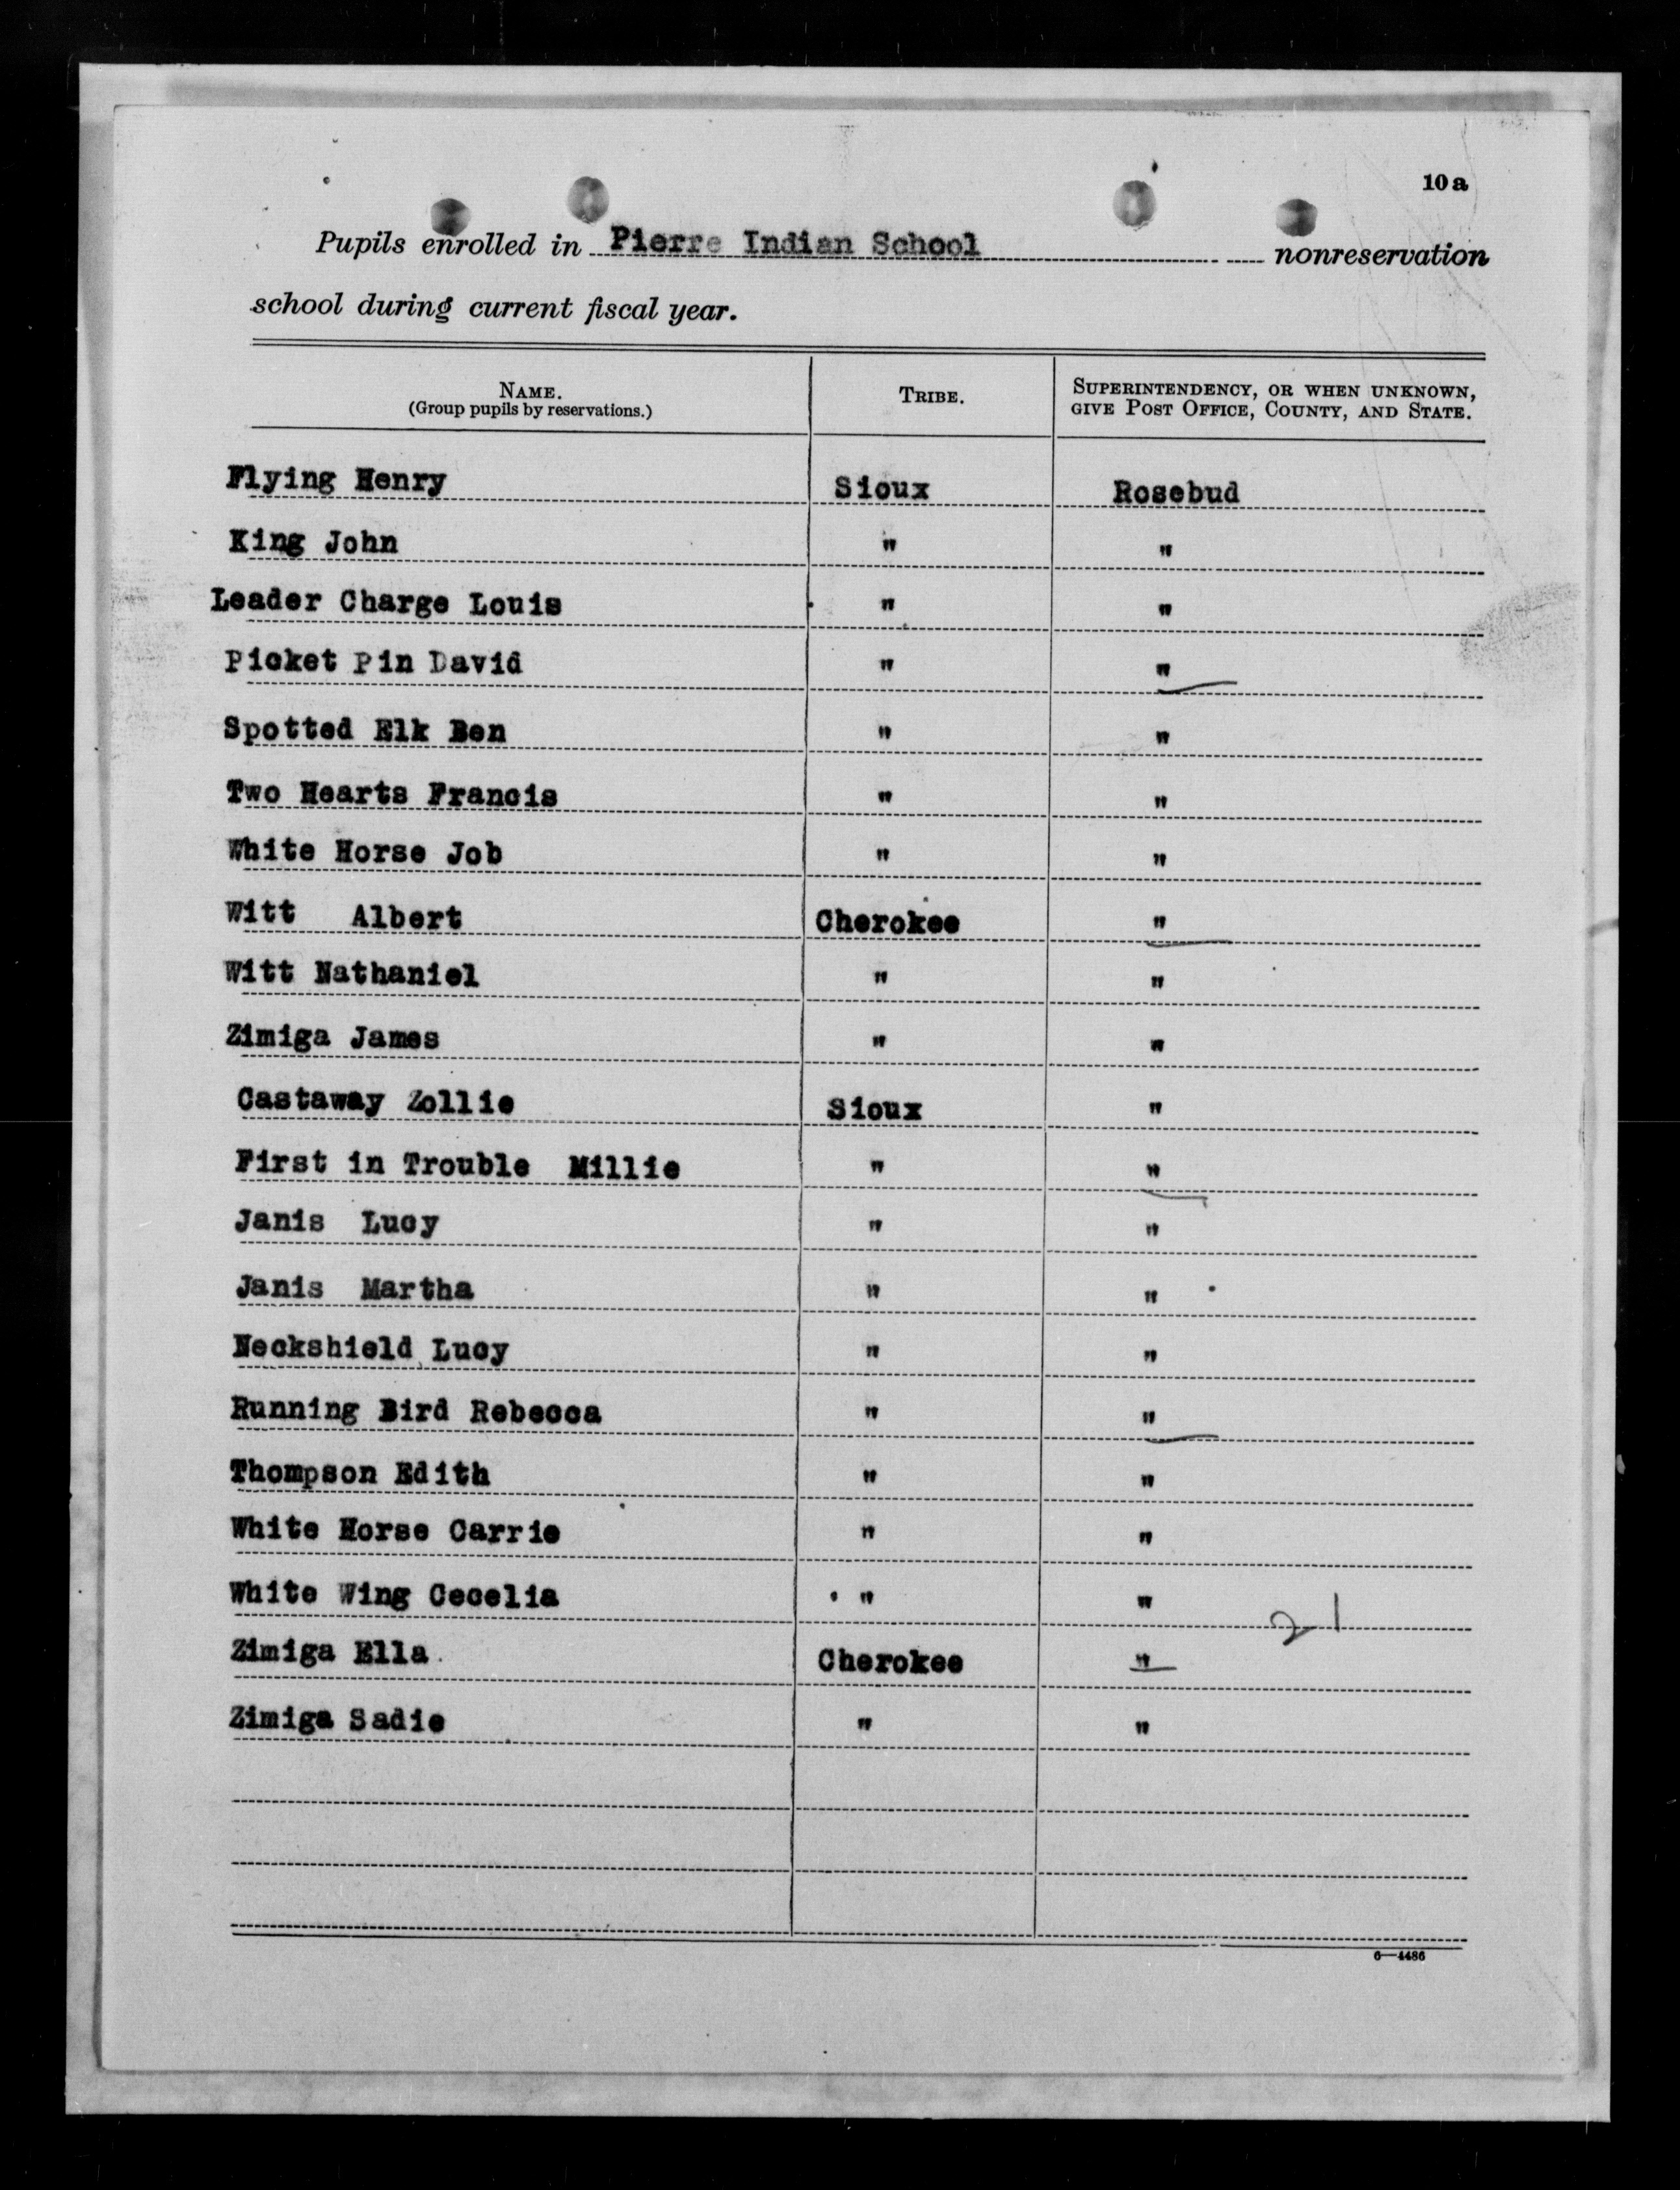 10a
Pupils enrolled in Pierre Indian School nonreservation
school during current fiscal year.
NAME. TRIBE. SUPERINTENDENCY, OR WHEN UNKNOWN,
(Group pupils by reservations.) GIVE POST OFFICE, COUNTY, AND STATE.
Flying Henry Sioux Rosebud
King John " "
Leader Charge Louis " "
Picket Pin David " "
Spotted Elk Ben " "
Two Hearts Francis " "
White Horse Job " "
Witt Albert Cherokee "
Witt Nathaniel " "
Zimiga James " "
Castaway Zollie Sioux "
First in Trouble Millie " "
Janis Lucy " "
Janis Martha " "
Neckshield Lucy " "
Running Bird Rebecca " "
Thompson Edith " "
White Horse Carrie " "
White Wing Cecelia " "
21
Zimiga Ella Cherokee "
Zimiga Sadie " "
6—4486